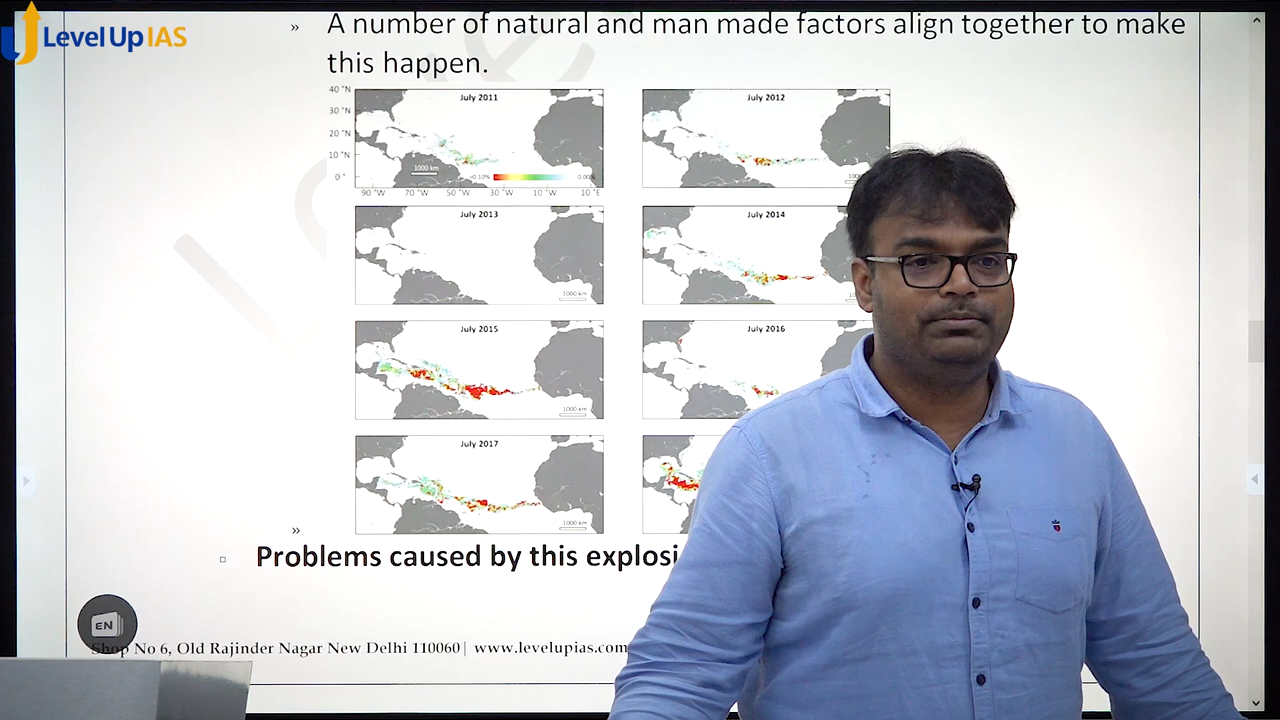 Level Up IAS
» A number of natural and man made factors align together to make
this happen.
40 °N
July 2011
July 2012
30 °N
20 °N
10 °N
1000 km
0.10%
0 °
90 °W 70 °W 50 °W 30 °W 10 °W 10 °E
July 2013
July 2014
1000 km
July 2015
July 2016
1000 km
July 2017
1000 km
»
Problems caused by this explosi
EN
Shop No 6, Old Rajinder Nagar New Delhi 110060| www.levelupias.com